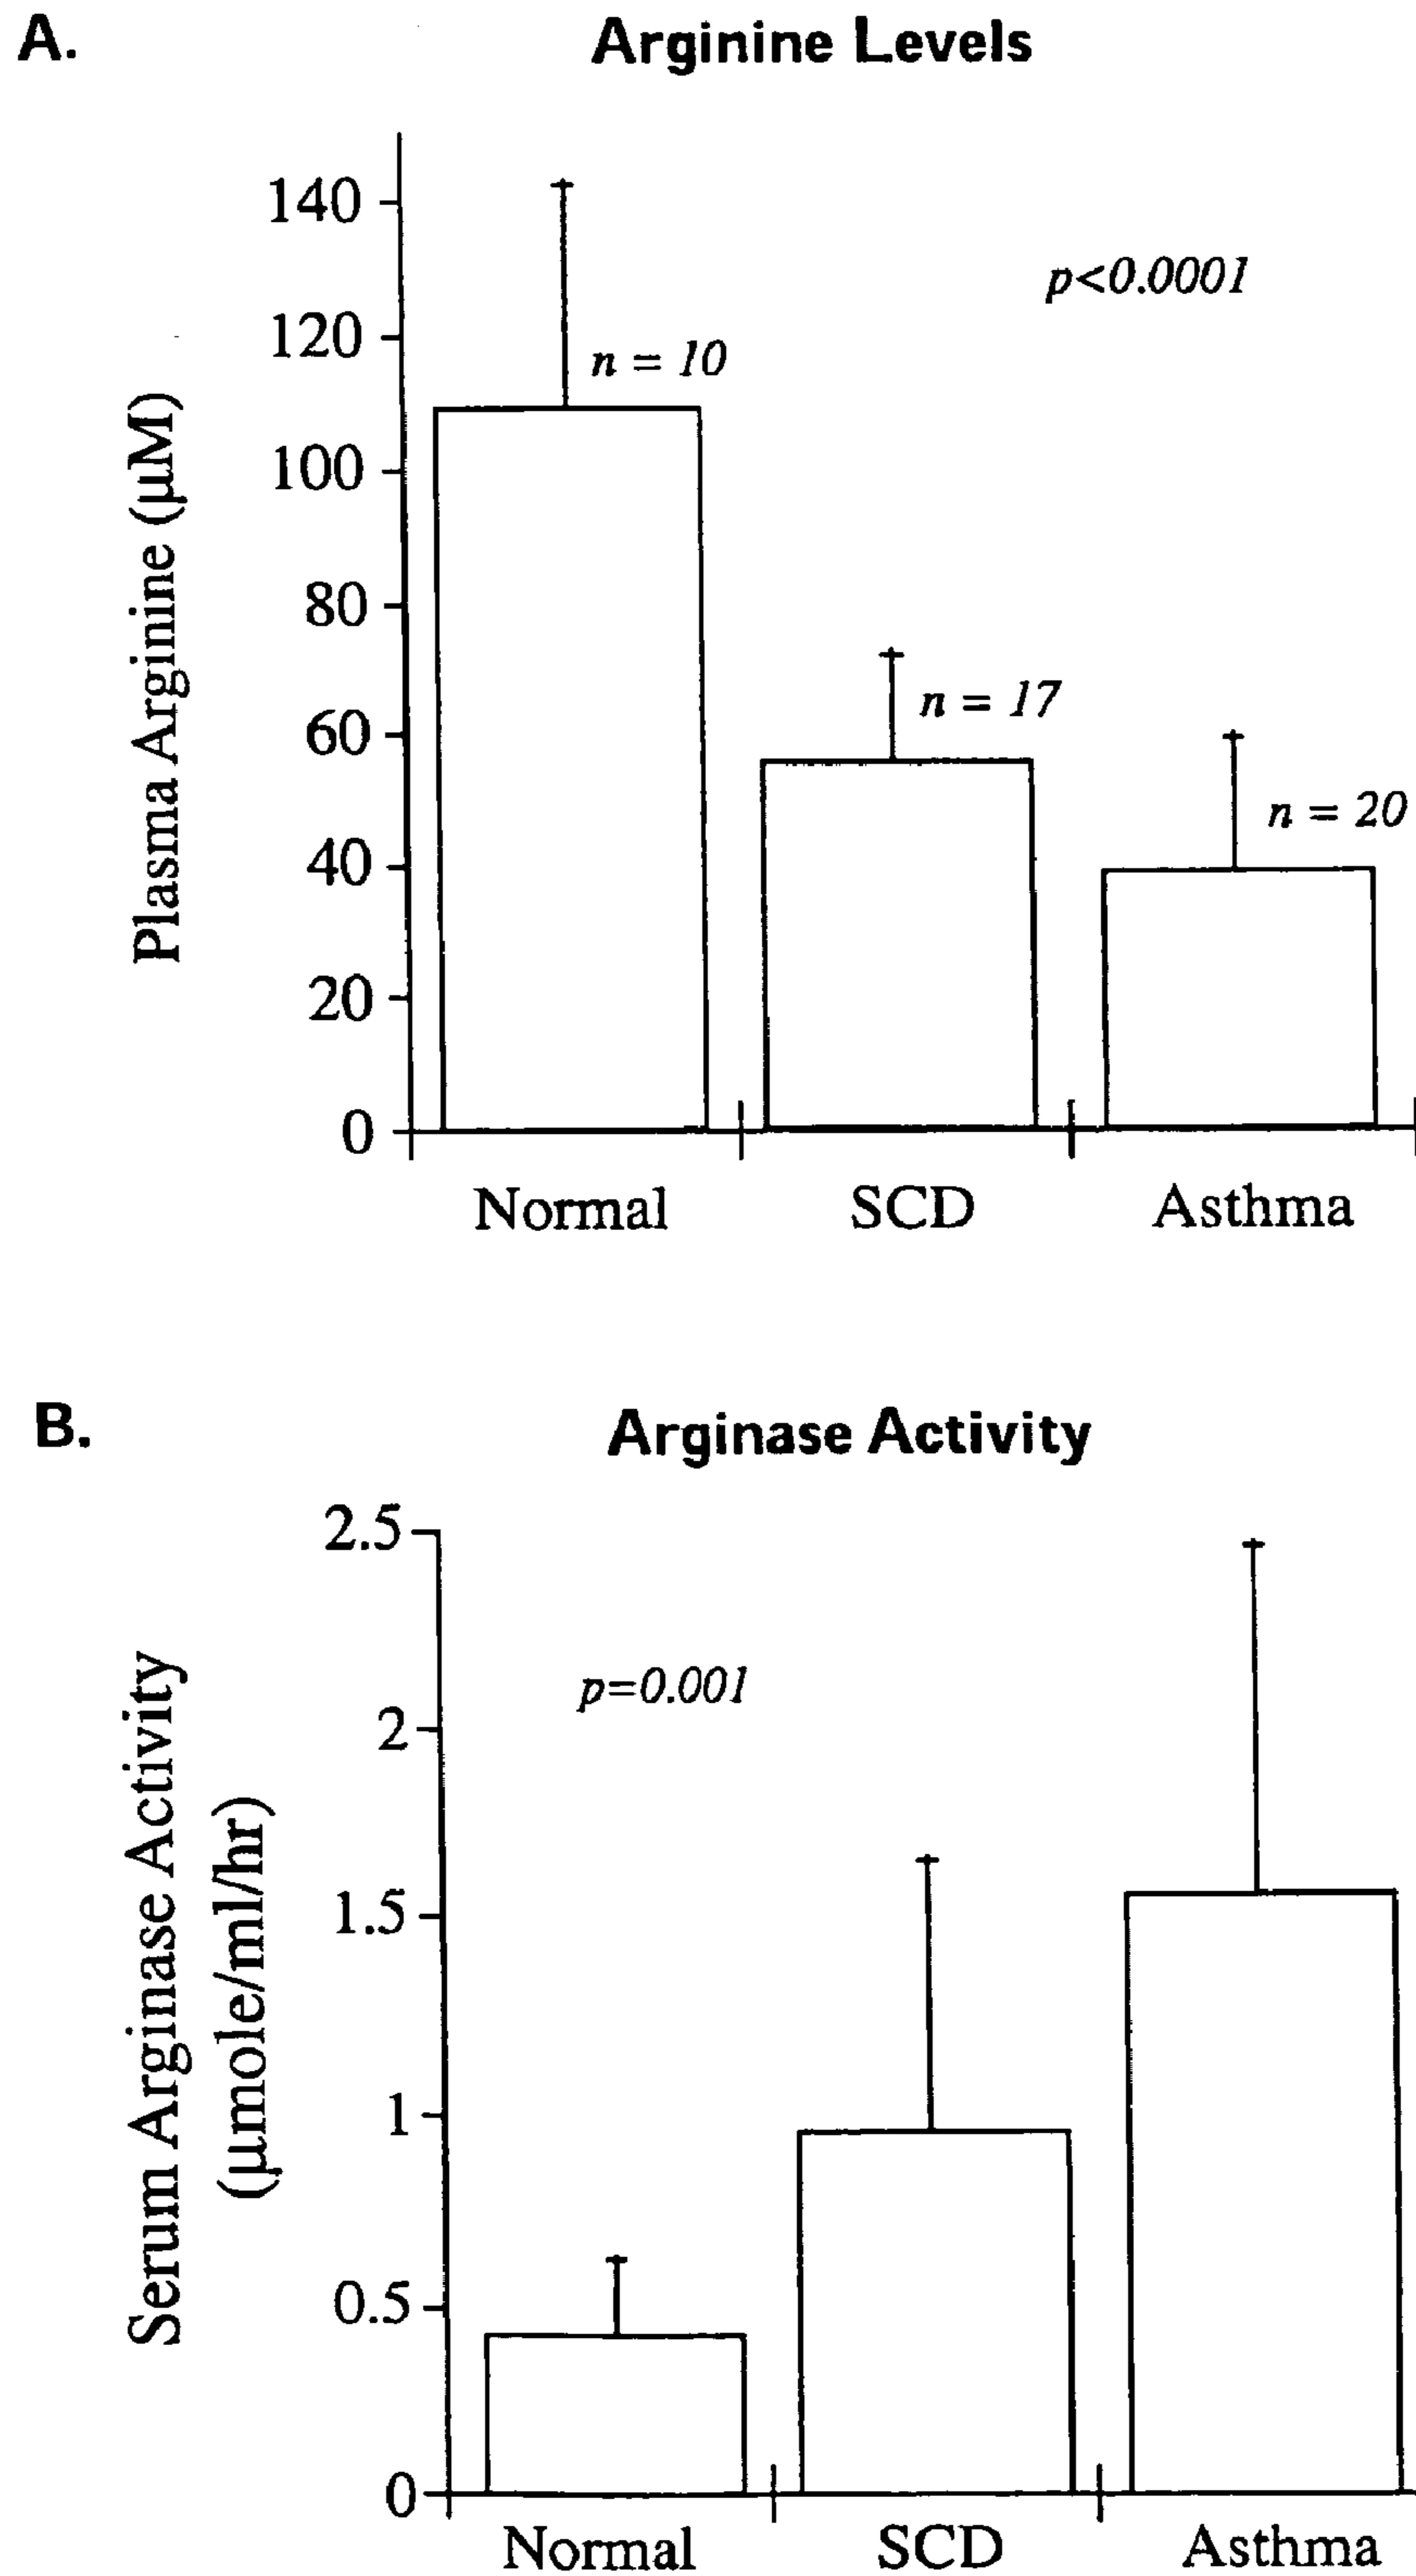 A.
Arginine Levels
140
120
100
80
60
40
20
0
Plasma Arginine (µM)
p<0.0001
n = 10
n = 17
n = 20
Normal
SCD
Asthma
B.
Arginase Activity
2.5
2
1.5
1
0.5
0
Serum Arginase Activity
(µmole/ml/hr)
p=0.001
Normal
SCD
Asthma